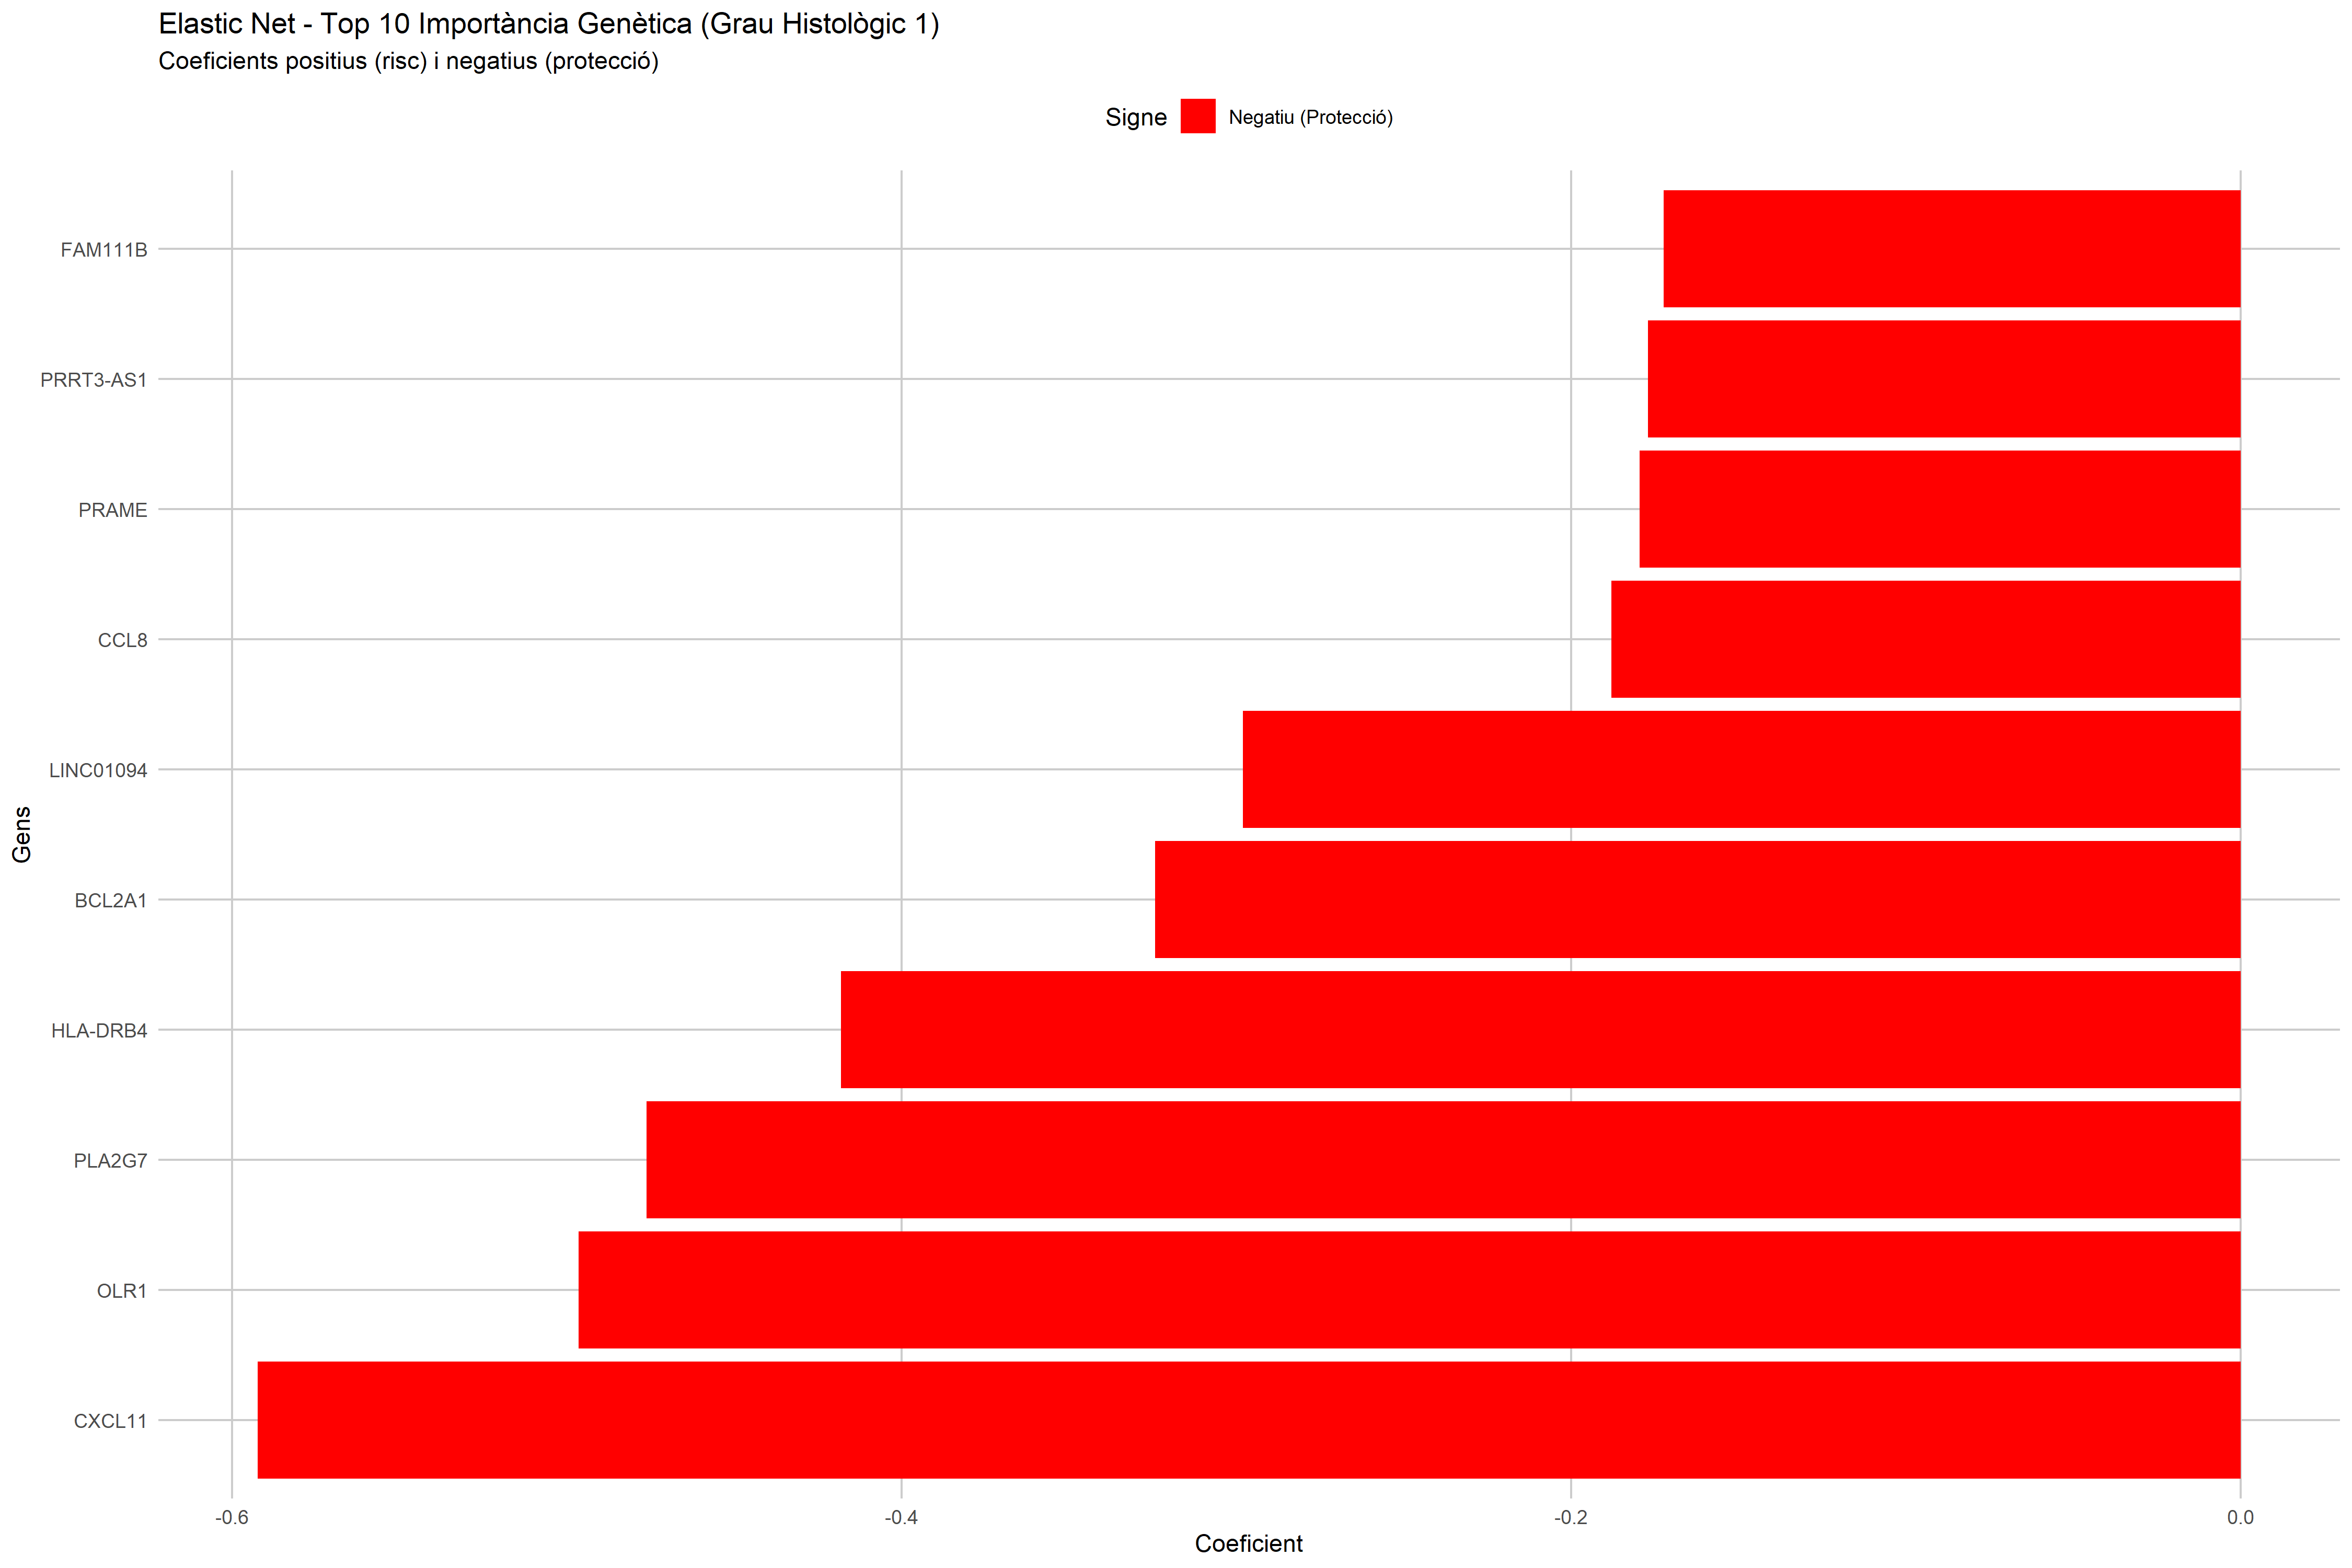 Elastic Net - Top 10 Importància Genètica (Grau Histològic 1)
Coeficients positius (risc) i negatius (protecció)
Signe Negatiu (Protecció)
FAM111B
PRRT3-AS1
PRAME
CCL8
LINC01094
Gens
BCL2A1
HLA-DRB4
PLA2G7
OLR1
CXCL11
-0.6 -0.4 -0.2 0.0
Coeficient